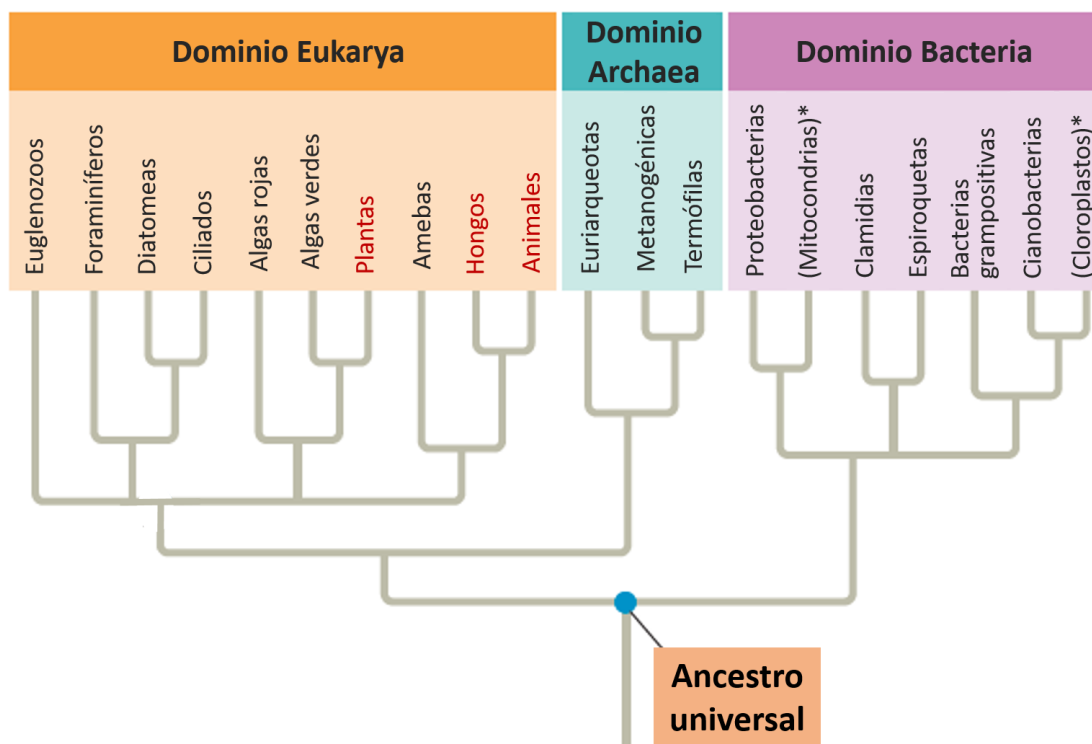 Dominio Eukarya
Dominio
Archaea
Dominio Bacteria
Euglenozoos
Foraminíferos
Diatomeas
Ciliados
Algas rojas
Algas verdes
Plantas
Amebas
Hongos
Animales
Euriarqueotas
Metanogénicas
Termófilas
Proteobacterias
(Mitocondrias)*
Clamidias
Espiroquetas
Bacterias
grampositivas
Cianobacterias
(Cloroplastos)*
Ancestro
universal